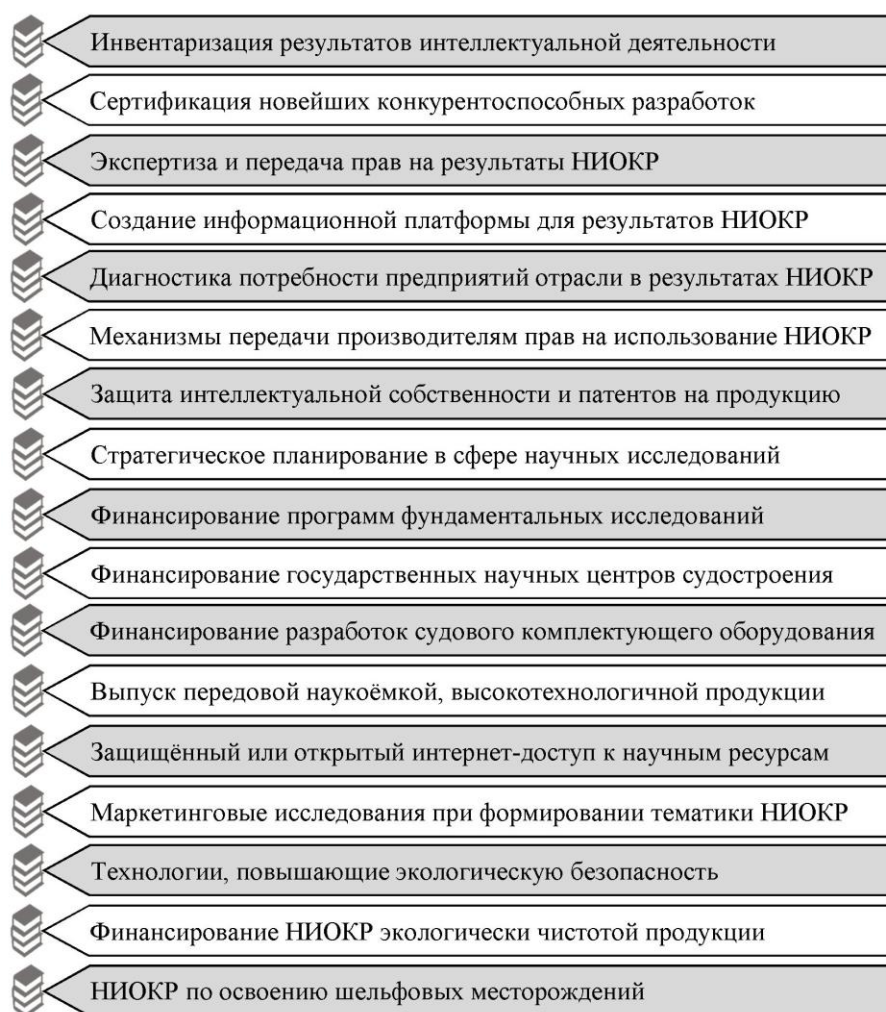 Инвентаризация результатов интеллектуальной деятельности
Сертификация новейших конкурентоспособных разработок
Экспертиза и передача прав на результаты НИОКР
Создание информационной платформы для результатов НИОКР
Диагностика потребности предприятий отрасли в результатах НИОКР
Механизмы передачи производителям прав на использование НИОКР
Защита интеллектуальной собственности и патентов на продукцию
Стратегическое планирование в сфере научных исследований
Финансирование программ фундаментальных исследований
Финансирование государственных научных центров судостроения
Финансирование разработок судового комплектующего оборудования
Выпуск передовой наукоёмкой, высокотехнологичной продукции
Защищённый или открытый интернет-доступ к научным ресурсам
Маркетинговые исследования при формировании тематики НИОКР
Технологии, повышающие экологическую безопасность
Финансирование НИОКР экологически чистотой продукции
НИОКР по освоению шельфовых месторождений